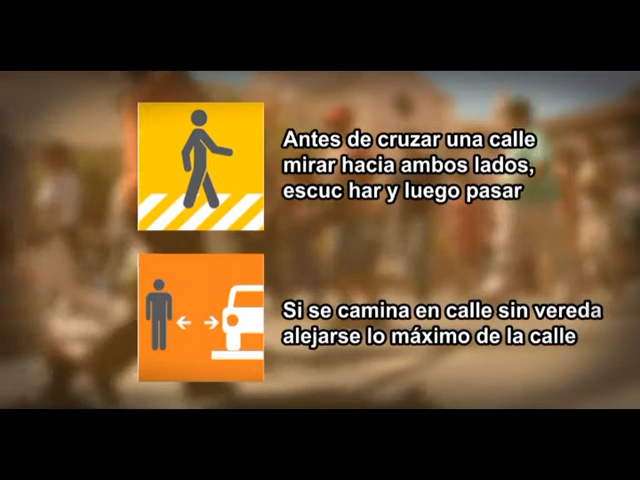 Antes de cruzar una calle
mirar hacia ambos lados,
escuc har y luego pasar
Si se camina en calle sin vereda
alejarse lo máximo de la calle